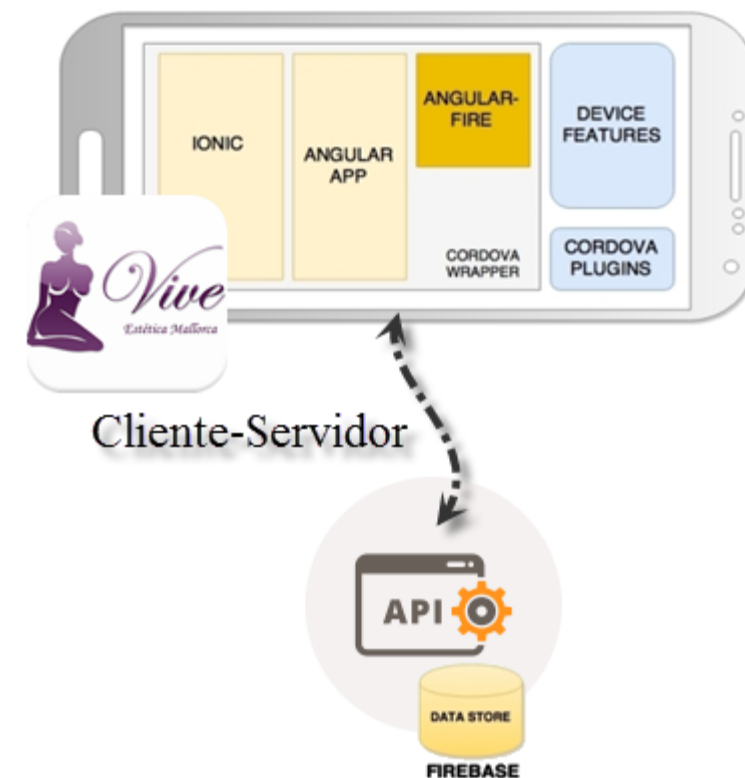 IONIC
ANGULAR
APP
ANGULAR-
FIRE
CORDOVA
WRAPPER
DEVICE
FEATURES
CORDOVA
PLUGINS
Vive
Estética Mallorca
Cliente-Servidor
API
DATA STORE
FIREBASE